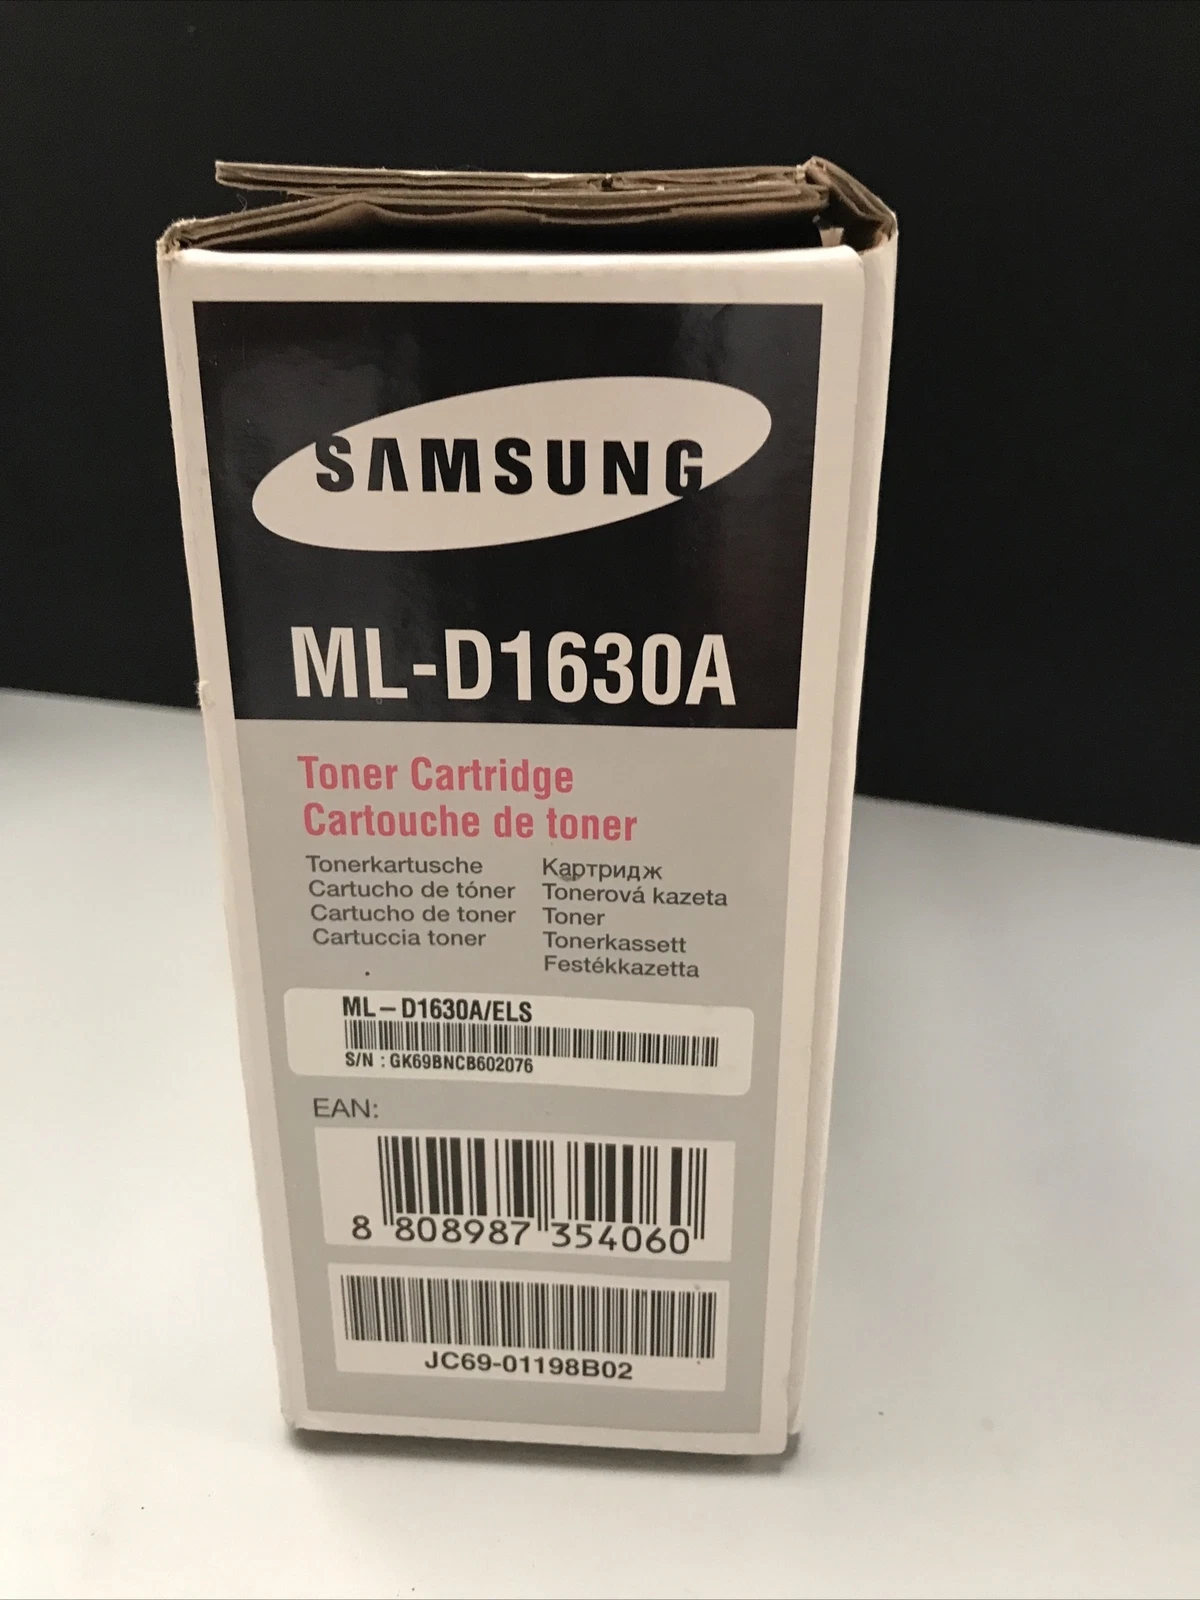 SAMSUNG
ML-D1630A
Toner Cartridge
Cartouche de toner
Tonerkartusche
Cartucho de tóner
Cartucho de toner
Cartuccia toner
Картридж
Tonerová kazeta
Toner
Tonerkassett
Festékkazetta
ML-D1630A/ELS
S/N : GK69BNCB602076
EAN:
8 808987 354060
JC69-01198B02